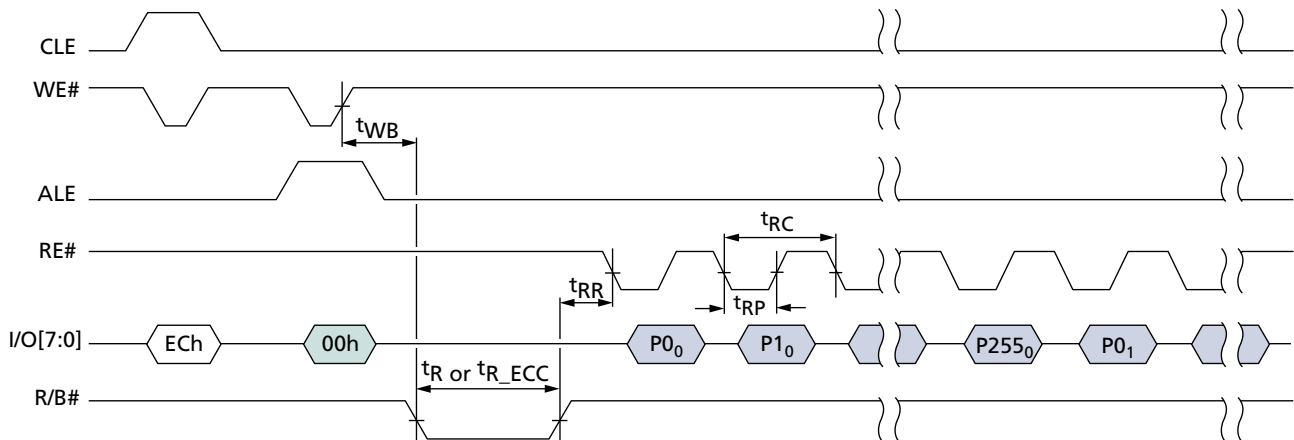 CLE
WE#
tWB
ALE
tRC
RE#
tRR
tRP
I/O[7:0] ECh 00h P00 P10 P2550 P01
tR or tR_ECC
R/B#